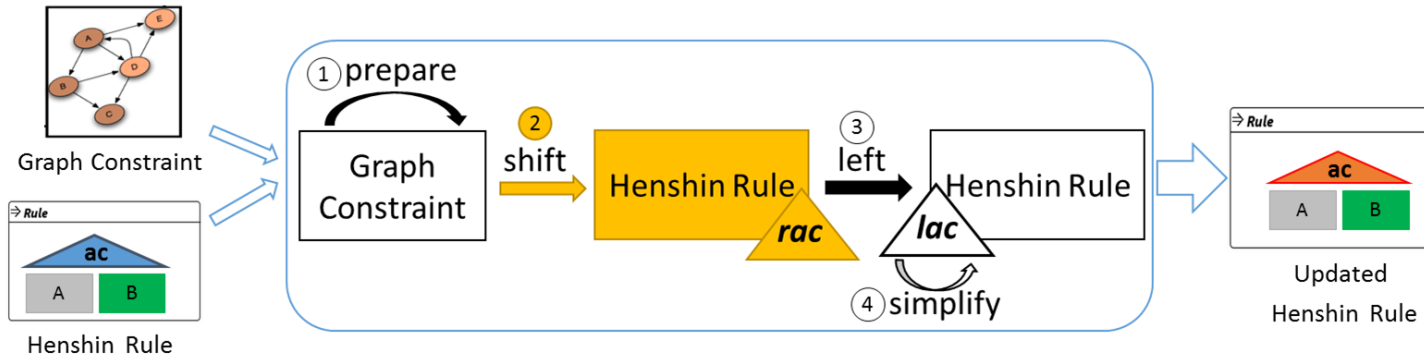 E
A
D
B
C
Graph Constraint
⇒ Rule
ac
A B
Henshin Rule
1 prepare
Graph
Constraint
2
shift
Henshin Rule
rac
3
left
Henshin Rule
lac
4 simplify
⇒ Rule
ac
A B
Updated
Henshin Rule